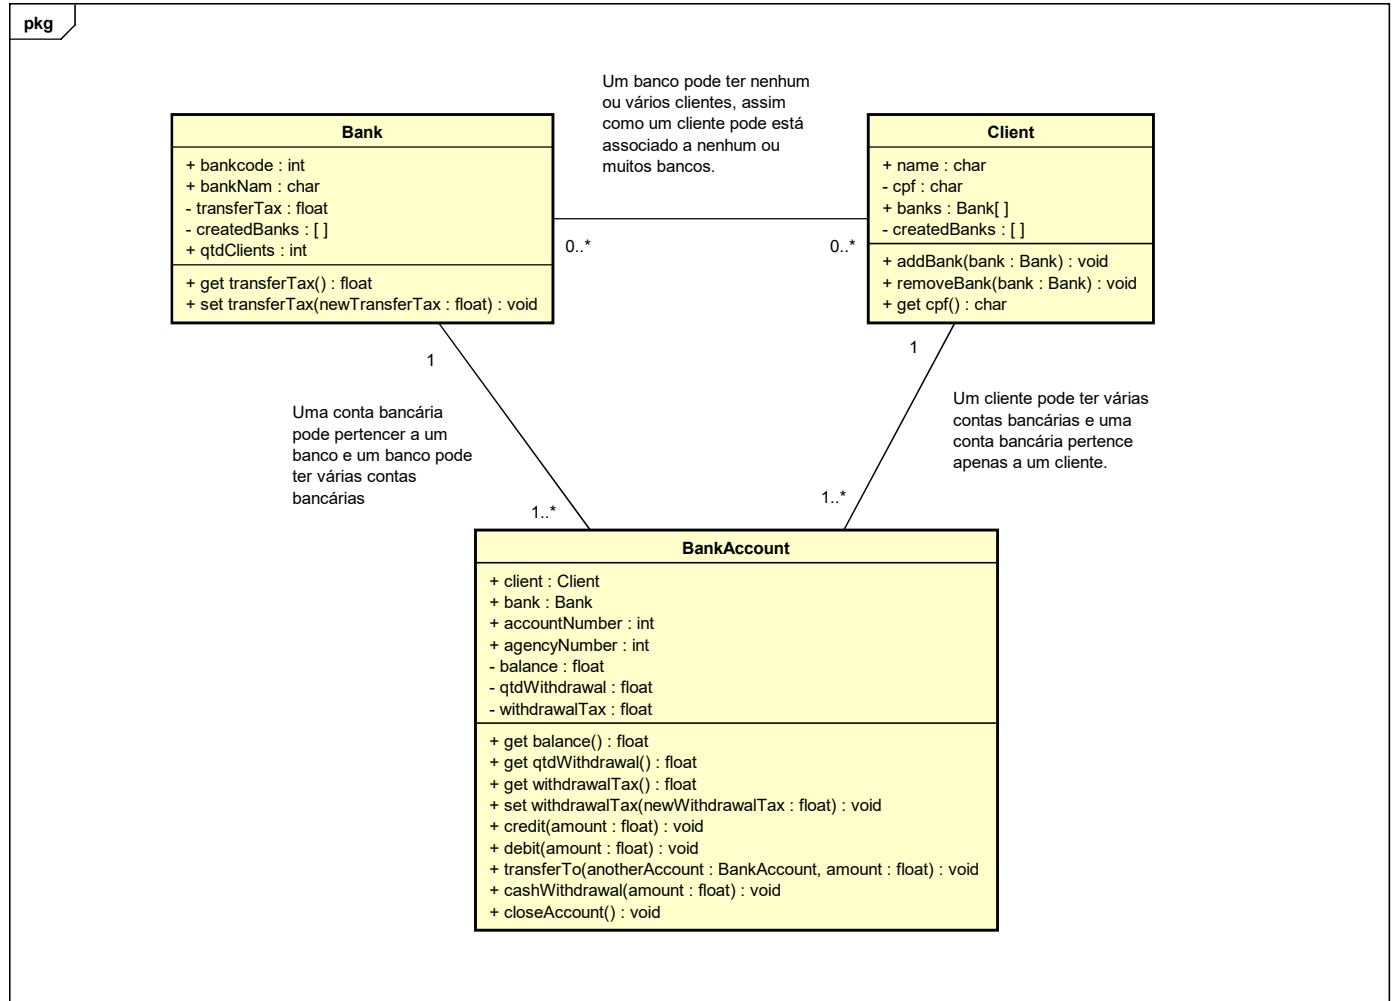 pkg
Um banco pode ter nenhum
ou vários clientes, assim
como um cliente pode está
associado a nenhum ou
muitos bancos.
Bank
+ bankcode : int
+ bankNam : char
- transferTax : float
- createdBanks : [ ]
+ qtdClients : int
+ get transferTax() : float
+ set transferTax(newTransferTax : float) : void
Client
+ name : char
- cpf : char
+ banks : Bank[ ]
- createdBanks : [ ]
+ addBank(bank : Bank) : void
+ removeBank(bank : Bank) : void
+ get cpf() : char
0..*
0..*
1
1
Uma conta bancária
pode pertencer a um
banco e um banco pode
ter várias contas
bancárias
Um cliente pode ter várias
contas bancárias e uma
conta bancária pertence
apenas a um cliente.
1..*
1..*
BankAccount
+ client : Client
+ bank : Bank
+ accountNumber : int
+ agencyNumber : int
- balance : float
- qtdWithdrawal : float
- withdrawalTax : float
+ get balance() : float
+ get qtdWithdrawal() : float
+ get withdrawalTax() : float
+ set withdrawalTax(newWithdrawalTax : float) : void
+ credit(amount : float) : void
+ debit(amount : float) : void
+ transferTo(anotherAccount : BankAccount, amount : float) : void
+ cashWithdrawal(amount : float) : void
+ closeAccount() : void